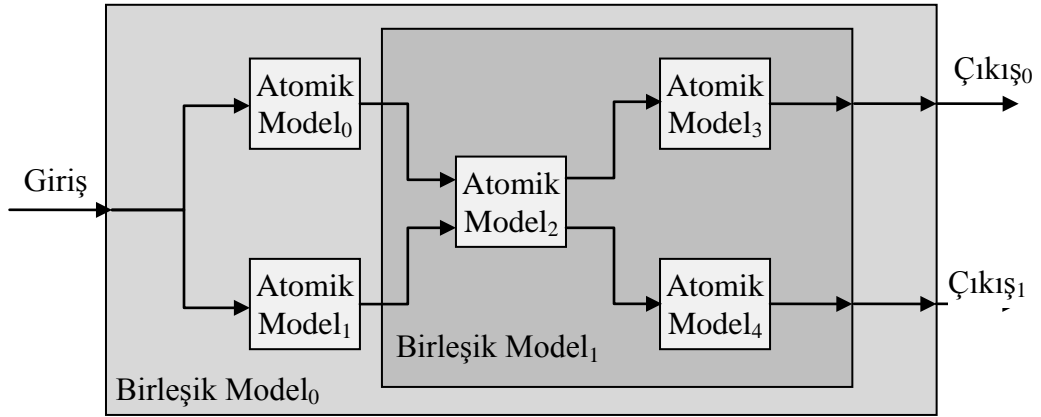 Giriş
Atomik
Model₀
Atomik
Model₁
Atomik
Model₂
Atomik
Model₃
Atomik
Model₄
Çıkış₀
Çıkış₁
Birleşik Model₁
Birleşik Model₀